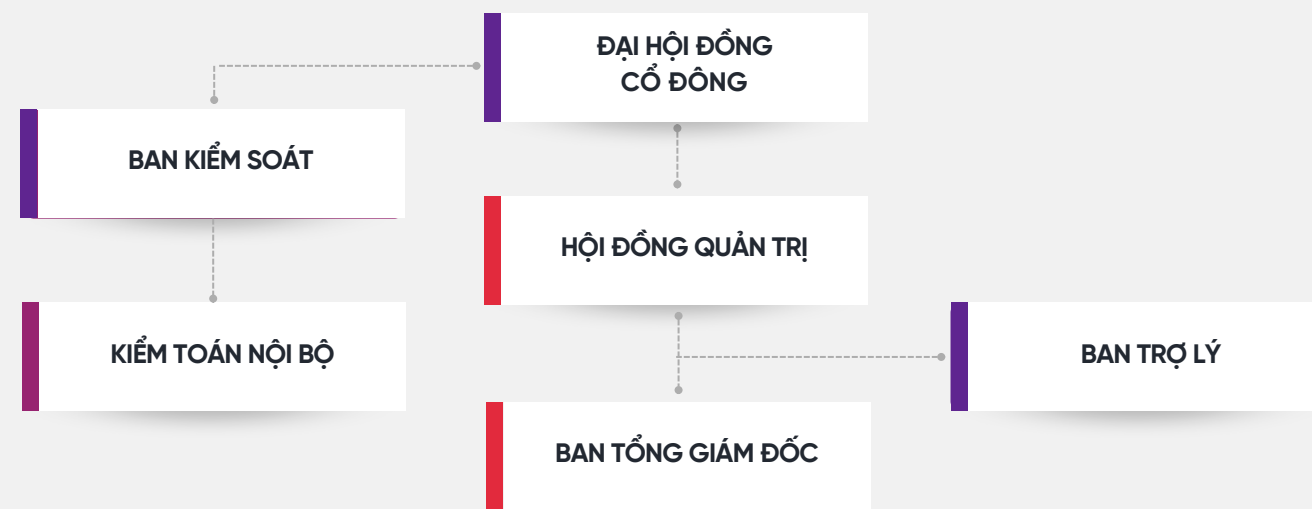 ĐẠI HỘI ĐỒNG
CỔ ĐÔNG
BAN KIỂM SOÁT
HỘI ĐỒNG QUẢN TRỊ
KIỂM TOÁN NỘI BỘ
BAN TRỢ LÝ
BAN TỔNG GIÁM ĐỐC